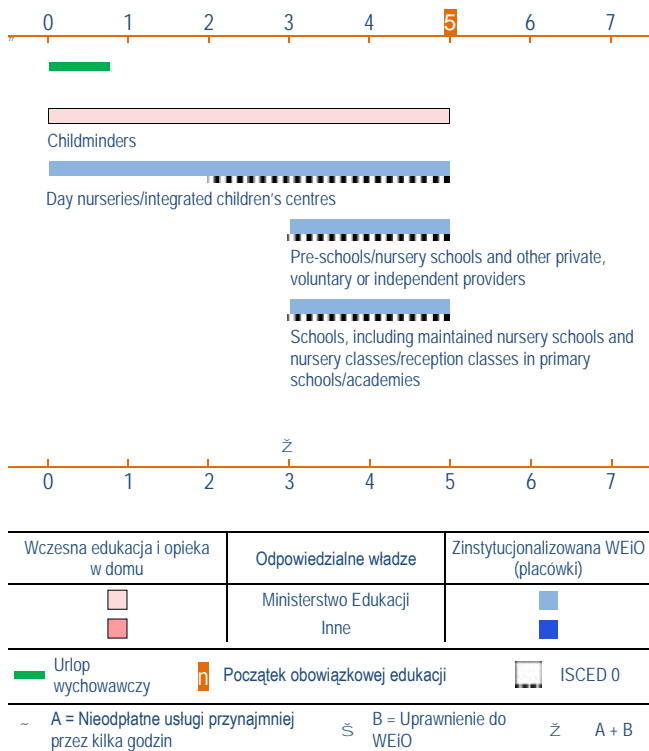 0 1 2 3 4 5 6 7
Childminders
Day nurseries/integrated children's centres
Pre-schools/nursery schools and other private,
voluntary or independent providers
Schools, including maintained nursery schools and
nursery classes/reception classes in primary
schools/academies
Ž
0 1 2 3 4 5 6 7
Wczesna edukacja i opieka
w domu
Odpowiedzialne władze
Zinstytucjonalizowana WEiO
(placówki)
Ministerstwo Edukacji
Inne
Urlop
wychowawczy
n Początek obowiązkowej edukacji
ISCED 0
~ A = Nieodpłatne usługi przynajmniej
przez kilka godzin
Š B = Uprawnienie do
WEiO
Ž A + B